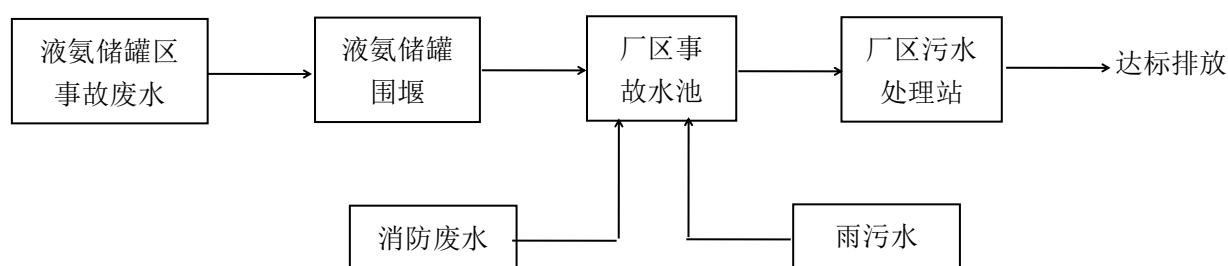 液氨储罐区
事故废水
液氨储罐
围堰
厂区事
故水池
厂区污水
处理站
达标排放
消防废水
雨污水